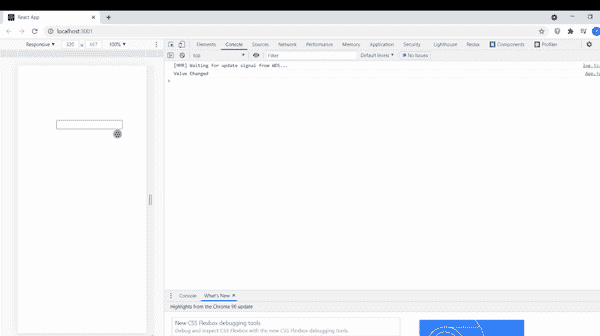 React App
localhost:3001
Responsive 320 x 667 100%
Elements Console Sources Network Performance Memory Application Security Lighthouse Redux Components Profiler
top Filter Default levels No Issues
[HMR] Waiting for update signal from WDS...
Value Changed
Console What's New
Highlights from the Chrome 90 update
New CSS Flexbox debugging tools
Debug and inspect CSS Flexbox with the new CSS Flexbox debugging tools.